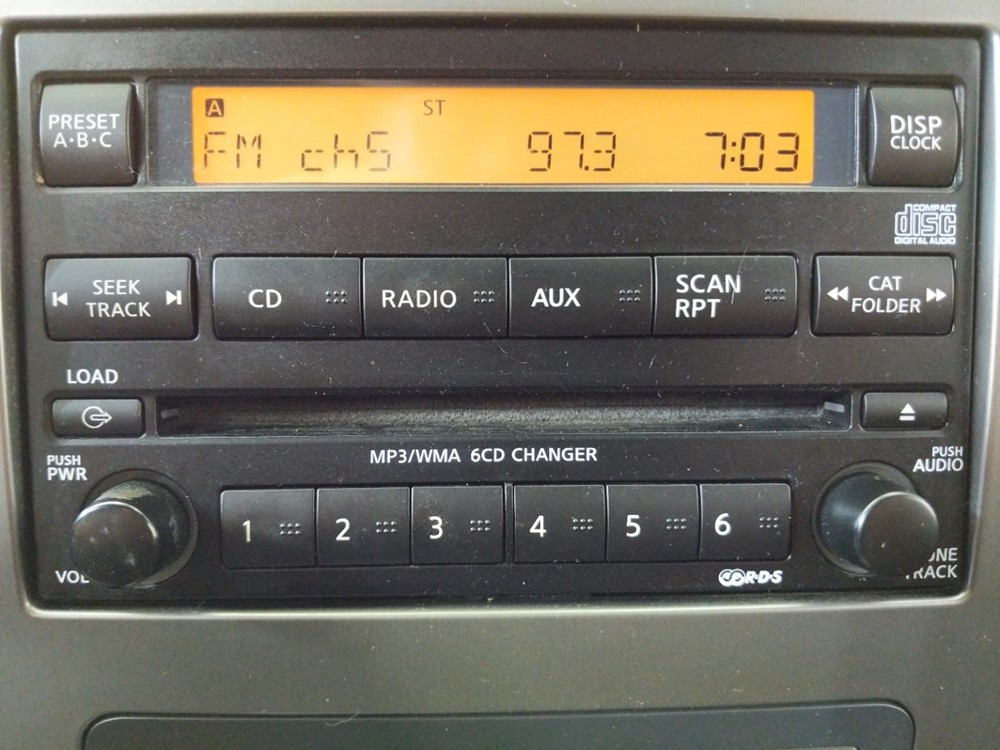 PRESET
A·B·C
A ST
FM ch5 97.3 7:03
DISP
CLOCK
COMPACT
disc
DIGITAL AUDIO
SEEK
TRACK
CD
RADIO
AUX
SCAN
RPT
CAT
FOLDER
LOAD
MP3/WMA 6CD CHANGER
PUSH
PWR
PUSH
AUDIO
1 2 3 4 5 6
VOL
R·D·S